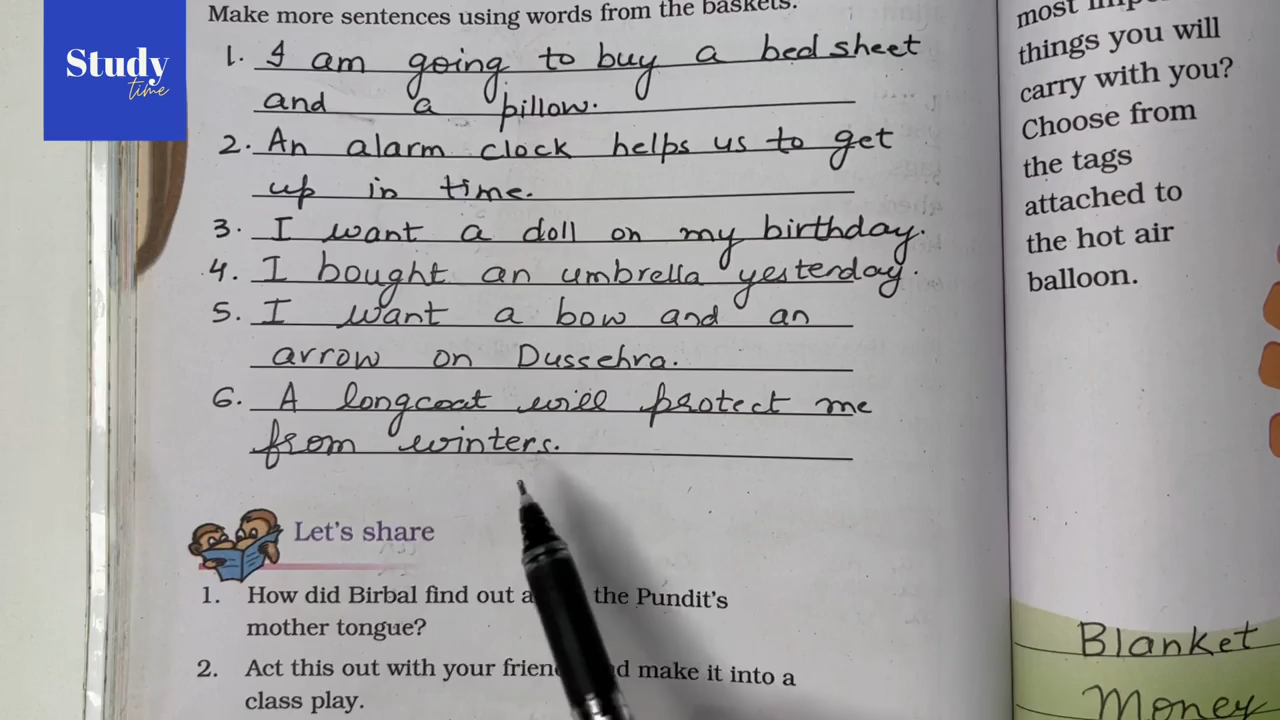 Study
time
Make more sentences using words from the baskets.
1. I am going to buy a bed sheet
and a pillow.
2. An alarm clock helps us to get
up in time.
3. I want a doll on my birthday.
4. I bought an umbrella yesterday.
5. I want a bow and an
arrow on Dussehra.
6. A longcoat will protect me
from winters.
Let's share
1. How did Birbal find out the Pundit's
mother tongue?
2. Act this out with your make it into a
class play.
most
things you will
carry with you?
Choose from
the tags
attached to
the hot air
balloon.
Blanket
Money